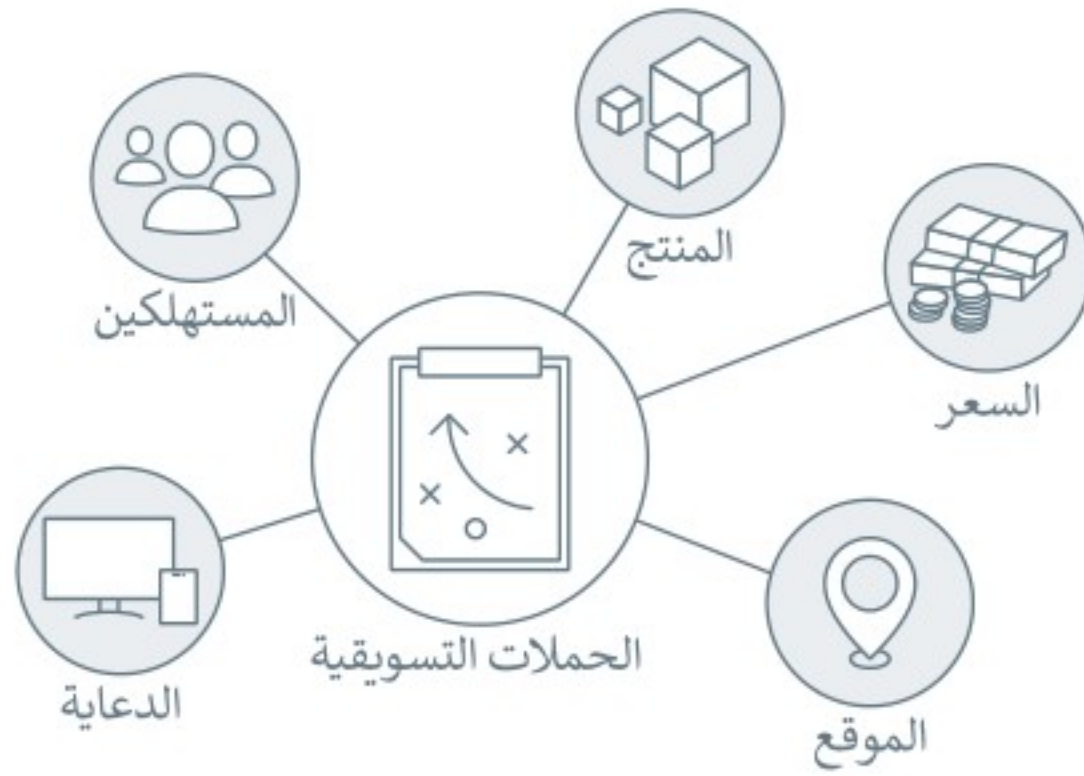 المنتج
المستهلكين
السعر
الحملات التسويقية
الدعاية
الموقع